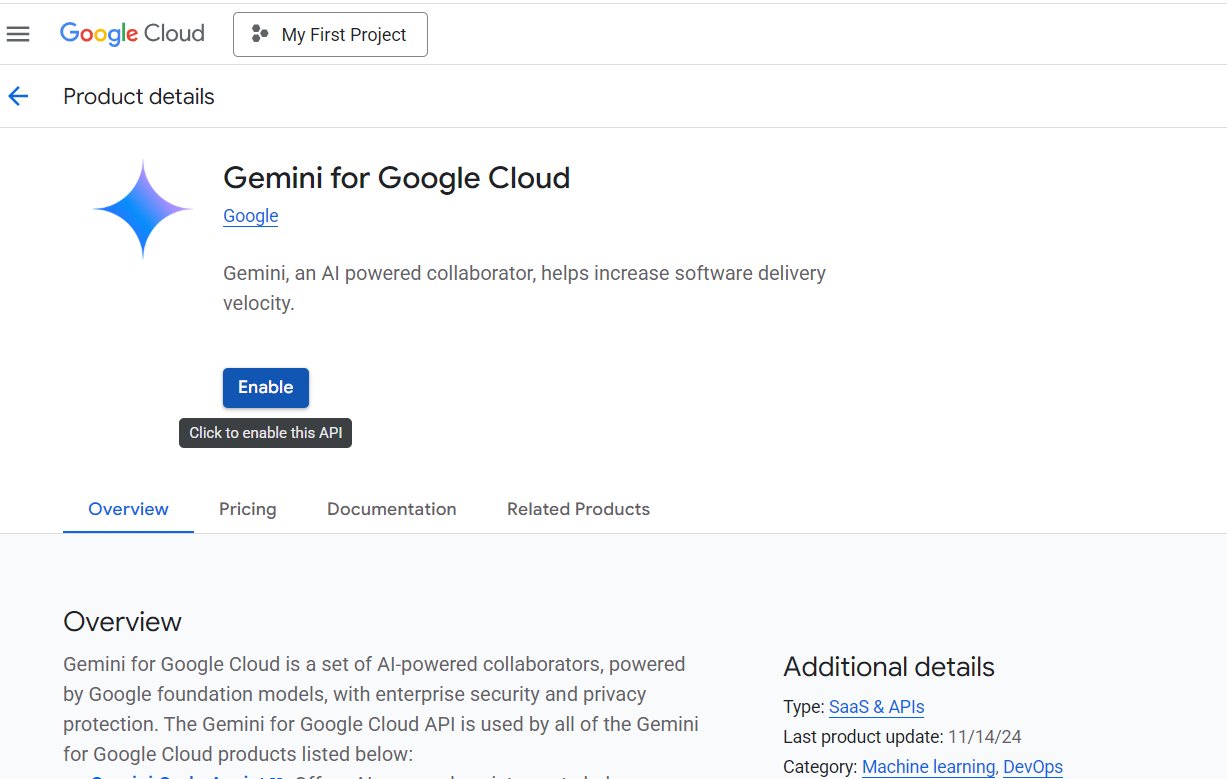 Google Cloud
My First Project
Product details
Gemini for Google Cloud
Google
Gemini, an AI powered collaborator, helps increase software delivery
velocity.
Enable
Click to enable this API
Overview Pricing Documentation Related Products
Overview
Gemini for Google Cloud is a set of AI-powered collaborators, powered
by Google foundation models, with enterprise security and privacy
protection. The Gemini for Google Cloud API is used by all of the Gemini
for Google Cloud products listed below:
Additional details
Type: SaaS & APIs
Last product update: 11/14/24
Category: Machine learning, DevOps